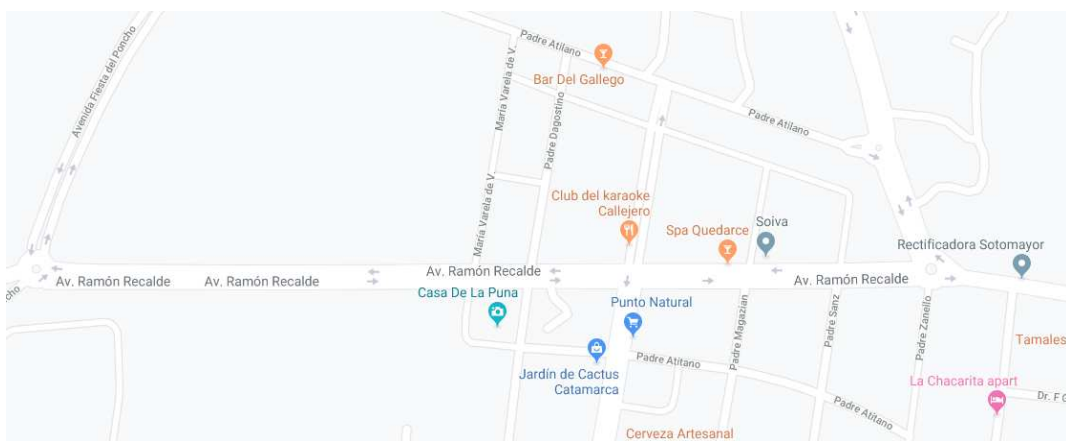 Padre Atilano
Bar Del Gallego
Avenida Fiesta del Poncho
María Varela de V.
Padre Dagostino
Padre Atilano
María Varela de V.
Club del karaoke
Callejero
Spa Quedarce
Soiva
Rectificadora Sotomayor
Av. Ramón Recalde
Av. Ramón Recalde
Av. Ramón Recalde
Av. Ramón Recalde
Casa De La Puna
Punto Natural
Padre Magazian
Padre Sanz
Padre Zanello
Tamales
Jardín de Cactus
Catamarca
Padre Atitano
La Chacarita apart
Padre Atitano
Dr. F G
Cerveza Artesanal